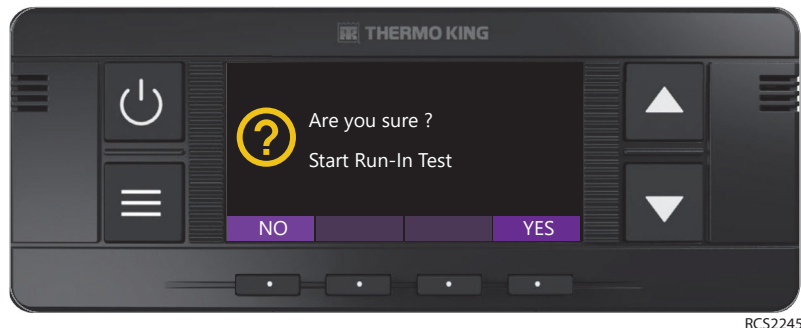 THERMO KING
Are you sure ?
Start Run-In Test
NO YES
RCS2245